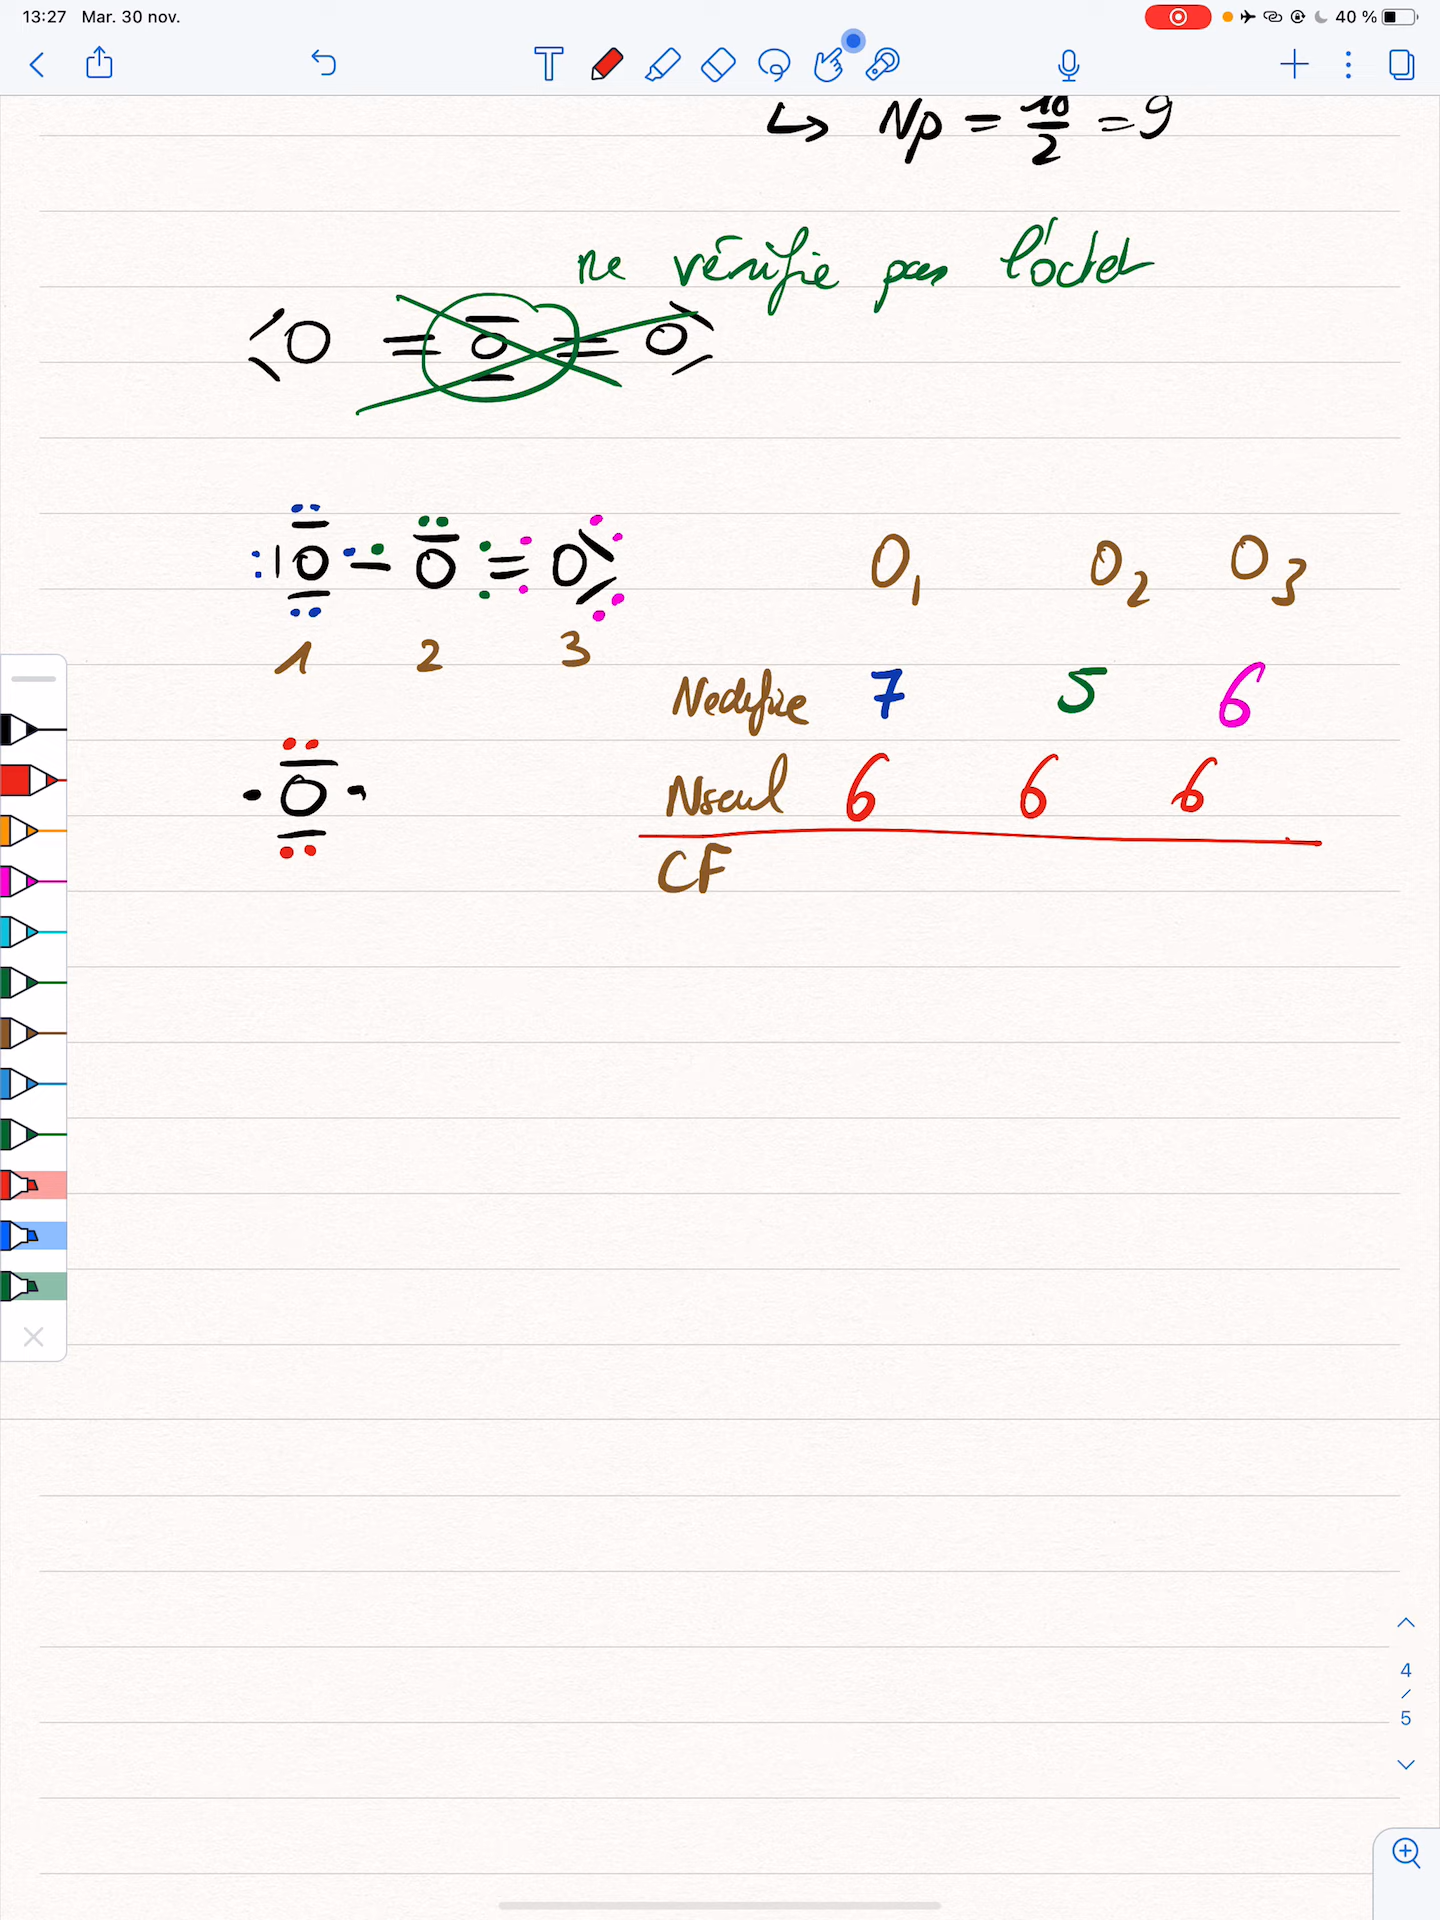 13:27 Mar. 30 nov. 40 %
↳ Np = 18/2 = 9
ne vérifie pas l'octet
O = O = O
O - O = O O1 O2 O3
1 2 3
7 5 6
O Nseul 6 6 6
CF
4
/
5